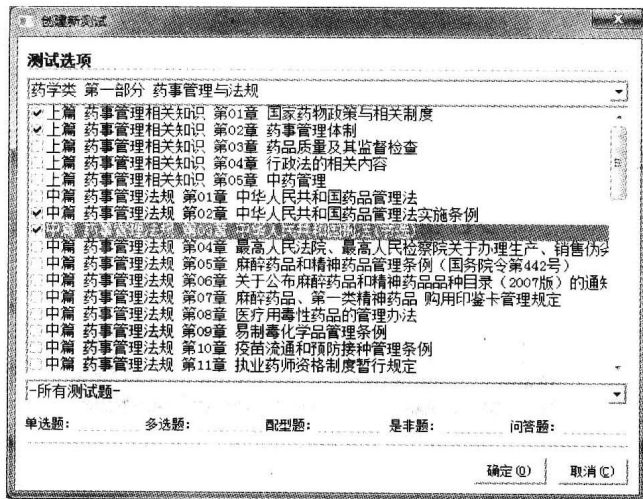 创建新测试
测试选项
药学类 第一部分 药事管理与法规
上篇 药事管理相关知识 第01章 国家药物政策与相关制度
上篇 药事管理相关知识 第02章 药事管理体制
上篇 药事管理相关知识 第03章 药品质量及其监督检查
上篇 药事管理相关知识 第04章 行政法的相关内容
上篇 药事管理相关知识 第05章 中药管理
中篇 药事管理法规 第01章 中华人民共和国药品管理法
中篇 药事管理法规 第02章 中华人民共和国药品管理法实施条例
中篇 药事管理法规 第03章 中华人民共和国刑法
中篇 药事管理法规 第04章 最高人民法院、最高人民检察院关于办理生产、销售伪
中篇 药事管理法规 第05章 麻醉药品和精神药品管理条例（国务院令第442号）
中篇 药事管理法规 第06章 关于公布麻醉药品和精神药品品种目录（2007版）的通知
中篇 药事管理法规 第07章 麻醉药品、第一类精神药品 购用印鉴卡管理规定
中篇 药事管理法规 第08章 医疗用毒性药品的管理办法
中篇 药事管理法规 第09章 易制毒化学品管理条例
中篇 药事管理法规 第10章 疫苗流通和预防接种管理条例
中篇 药事管理法规 第11章 执业药师资格制度暂行规定
-所有测试题-
单选题: 多选题: 配型题: 是非题: 问答题:
确定(O) 取消(C)